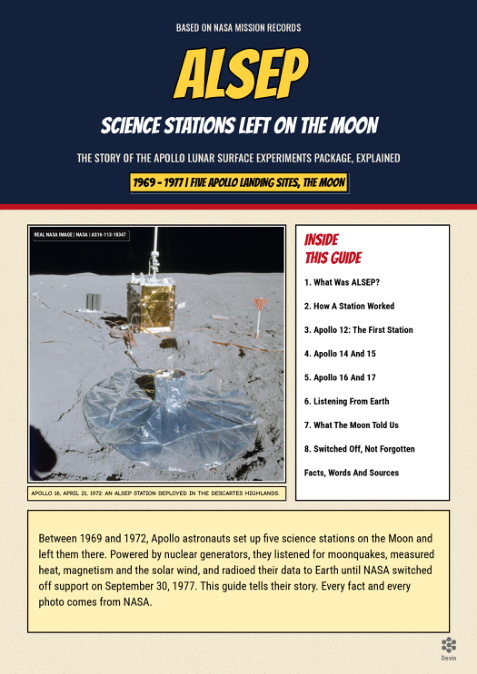 BASED ON NASA MISSION RECORDS
ALSEP
SCIENCE STATIONS LEFT ON THE MOON
THE STORY OF THE APOLLO LUNAR SURFACE EXPERIMENTS PACKAGE, EXPLAINED
1969 – 1977 | FIVE APOLLO LANDING SITES, THE MOON
REAL NASA IMAGE | NASA | AS16-113-18347
APOLLO 16, APRIL 21, 1972: AN ALSEP STATION DEPLOYED IN THE DESCARTES HIGHLANDS.
INSIDE
THIS GUIDE
1. What Was ALSEP?
2. How A Station Worked
3. Apollo 12: The First Station
4. Apollo 14 And 15
5. Apollo 16 And 17
6. Listening From Earth
7. What The Moon Told Us
8. Switched Off, Not Forgotten
Facts, Words And Sources
Between 1969 and 1972, Apollo astronauts set up five science stations on the Moon and
left them there. Powered by nuclear generators, they listened for moonquakes, measured
heat, magnetism and the solar wind, and radioed their data to Earth until NASA switched
off support on September 30, 1977. This guide tells their story. Every fact and every
photo comes from NASA.
Devin